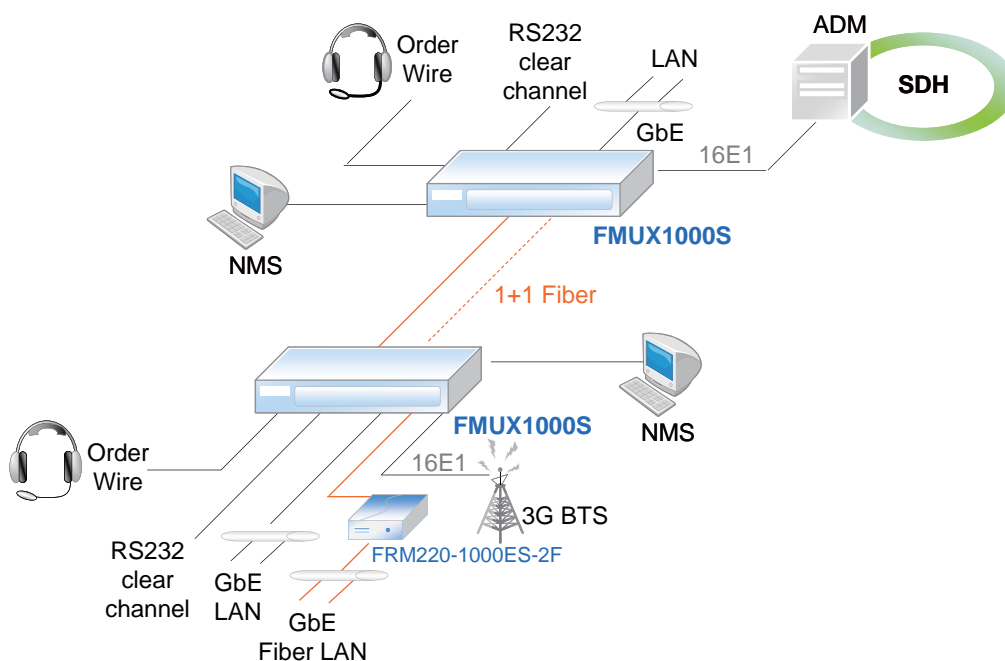 Order
Wire
RS232
clear
channel
LAN
GbE
ADM
SDH
16E1
NMS
FMUX1000S
1+1 Fiber
FMUX1000S
NMS
Order
Wire
16E1
3G BTS
FRM220-1000ES-2F
RS232
clear
channel
GbE
LAN
GbE
Fiber LAN